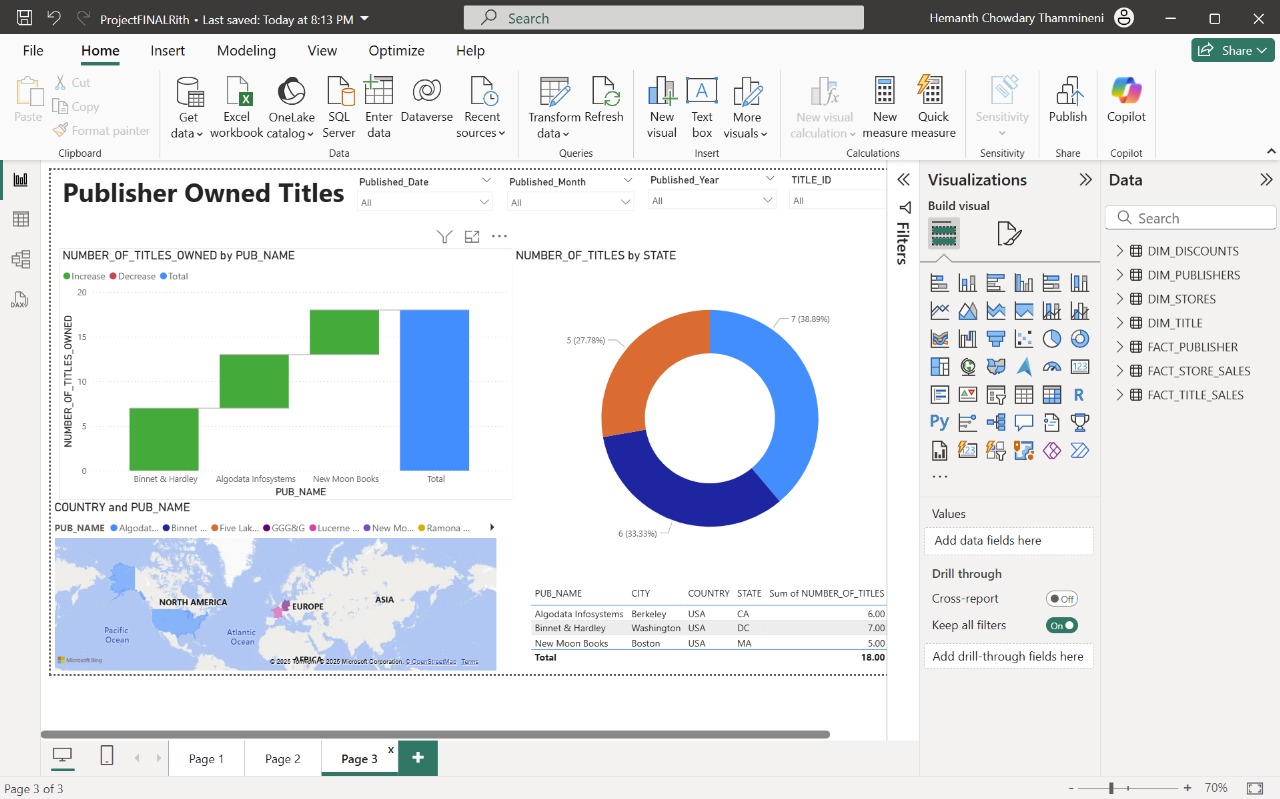 ProjectFINALRith • Last saved: Today at 8:13 PM
Search
Hemanth Chowdary Thammineni
File Home Insert Modeling View Optimize Help
Share
Paste
Cut
Copy
Format painter
Clipboard
Get data
Excel workbook
OneLake catalog
SQL Server
Enter data
Dataverse
Recent sources
Data
Transform data
Refresh
Queries
New visual
Text box
More visuals
Insert
New visual calculation
New measure
Quick measure
Calculations
Sensitivity
Sensitivity
Publish
Share
Copilot
Copilot
Publisher Owned Titles
Published_Date
All
Published_Month
All
Published_Year
All
TITLE_ID
All
NUMBER_OF_TITLES_OWNED by PUB_NAME
Increase Decrease Total
20
15
10
5
0
NUMBER_OF_TITLES_OWNED
Binnet & Hardley Algodata Infosystems New Moon Books Total
PUB_NAME
NUMBER_OF_TITLES by STATE
7 (38.89%)
5 (27.78%)
6 (33.33%)
COUNTRY and PUB_NAME
PUB_NAME Algodat... Binnet ... Five Lak... GGG&G Lucerne ... New Mo... Ramona ...
NORTH AMERICA
EUROPE
ASIA
Pacific Ocean
Atlantic Ocean
AFRICA
Microsoft Bing
© 2025 TomTom, © 2025 Microsoft Corporation, © OpenStreetMap Terms
PUB_NAME CITY COUNTRY STATE Sum of NUMBER_OF_TITLES
Algodata Infosystems Berkeley USA CA 6.00
Binnet & Hardley Washington USA DC 7.00
New Moon Books Boston USA MA 5.00
Total 18.00
Filters
Visualizations
Build visual
123
R
Py
Values
Add data fields here
Drill through
Cross-report Off
Keep all filters On
Add drill-through fields here
Data
Search
DIM_DISCOUNTS
DIM_PUBLISHERS
DIM_STORES
DIM_TITLE
FACT_PUBLISHER
FACT_STORE_SALES
FACT_TITLE_SALES
Page 1
Page 2
Page 3
x
+
Page 3 of 3
- + 70%